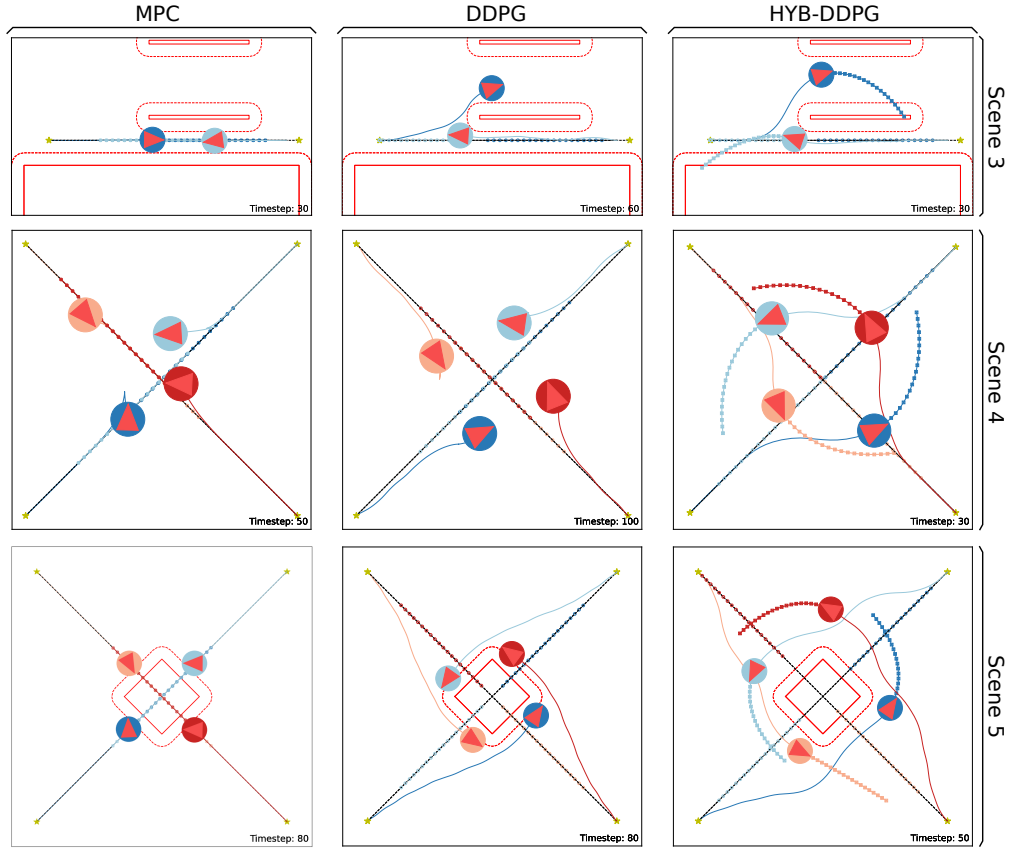 MPC
DDPG
HYB-DDPG
Timestep: 30
Timestep: 60
Timestep: 30
Scene 3
Timestep: 50
Timestep: 100
Timestep: 30
Scene 4
Timestep: 80
Timestep: 80
Timestep: 50
Scene 5